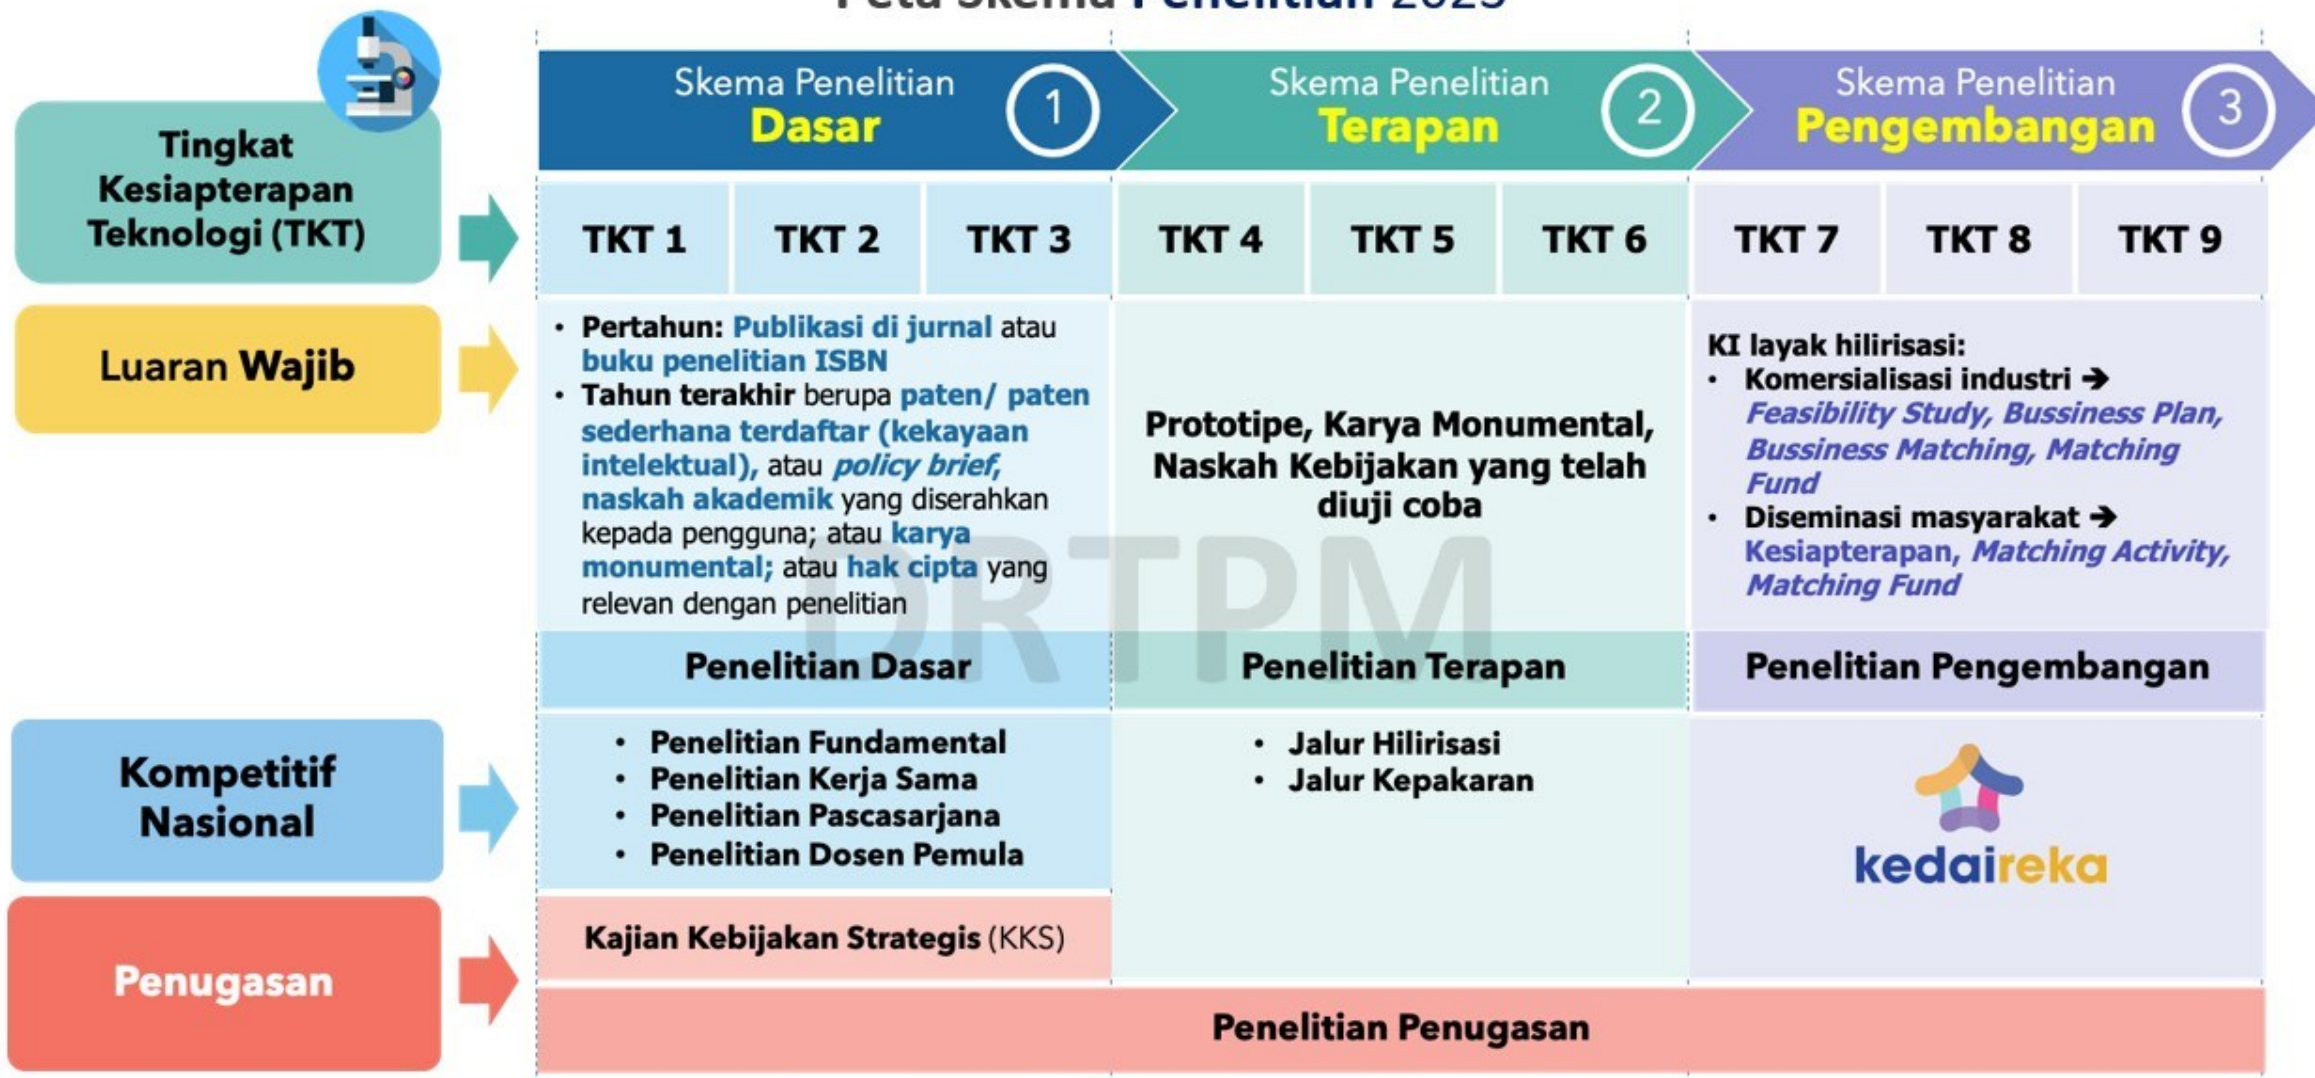 Peta Skema Penelitian 2023
Tingkat
Kesiapterapan
Teknologi (TKT)
Skema Penelitian
Dasar
1
Skema Penelitian
Terapan
2
Skema Penelitian
Pengembangan
3
TKT 1
TKT 2
TKT 3
TKT 4
TKT 5
TKT 6
TKT 7
TKT 8
TKT 9
Luaran Wajib
• Pertahun: Publikasi di jurnal atau
buku penelitian ISBN
• Tahun terakhir berupa paten/ paten
sederhana terdaftar (kekayaan
intelektual), atau policy brief,
naskah akademik yang diserahkan
kepada pengguna; atau karya
monumental; atau hak cipta yang
relevan dengan penelitian
Prototipe, Karya Monumental,
Naskah Kebijakan yang telah
diuji coba
KI layak hilirisasi:
• Komersialisasi industri ➔
Feasibility Study, Bussiness Plan,
Bussiness Matching, Matching
Fund
• Diseminasi masyarakat ➔
Kesiapterapan, Matching Activity,
Matching Fund
DRTPM
Penelitian Dasar
Penelitian Terapan
Penelitian Pengembangan
Kompetitif
Nasional
• Penelitian Fundamental
• Penelitian Kerja Sama
• Penelitian Pascasarjana
• Penelitian Dosen Pemula
• Jalur Hilirisasi
• Jalur Kepakaran
kedaireka
Penugasan
Kajian Kebijakan Strategis (KKS)
Penelitian Penugasan